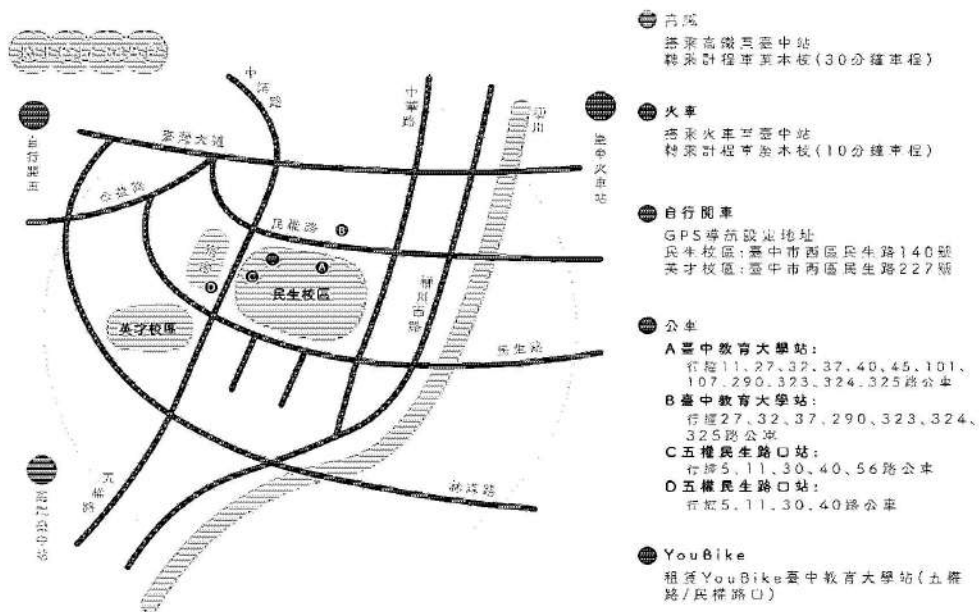 高鐵
搭乘高鐵至臺中站
轉乘計程車至本校(30分鐘車程)
火車
搭乘火車至臺中站
轉乘計程車至本校(10分鐘車程)
自行開車
GPS導航設定地址
民生校區:臺中市西區民生路140號
英才校區:臺中市西區民生路227號
公車
A臺中教育大學站:
行經11、27、32、37、40、45、101、
107、290、323、324、325路公車
B臺中教育大學站:
行經27、32、37、290、323、324、
325路公車
C五權民生路口站:
行經5、11、30、40、56路公車
D五權民生路口站:
行經5、11、30、40路公車
YouBike
租賃YouBike臺中教育大學站(五權
路/民權路口)
自行開車
臺中火車站
臺灣大道
公益路
中華路
柳川
民權路
B
A
C
D
民生校區
英才校區
柳川西路
民生路
五權路